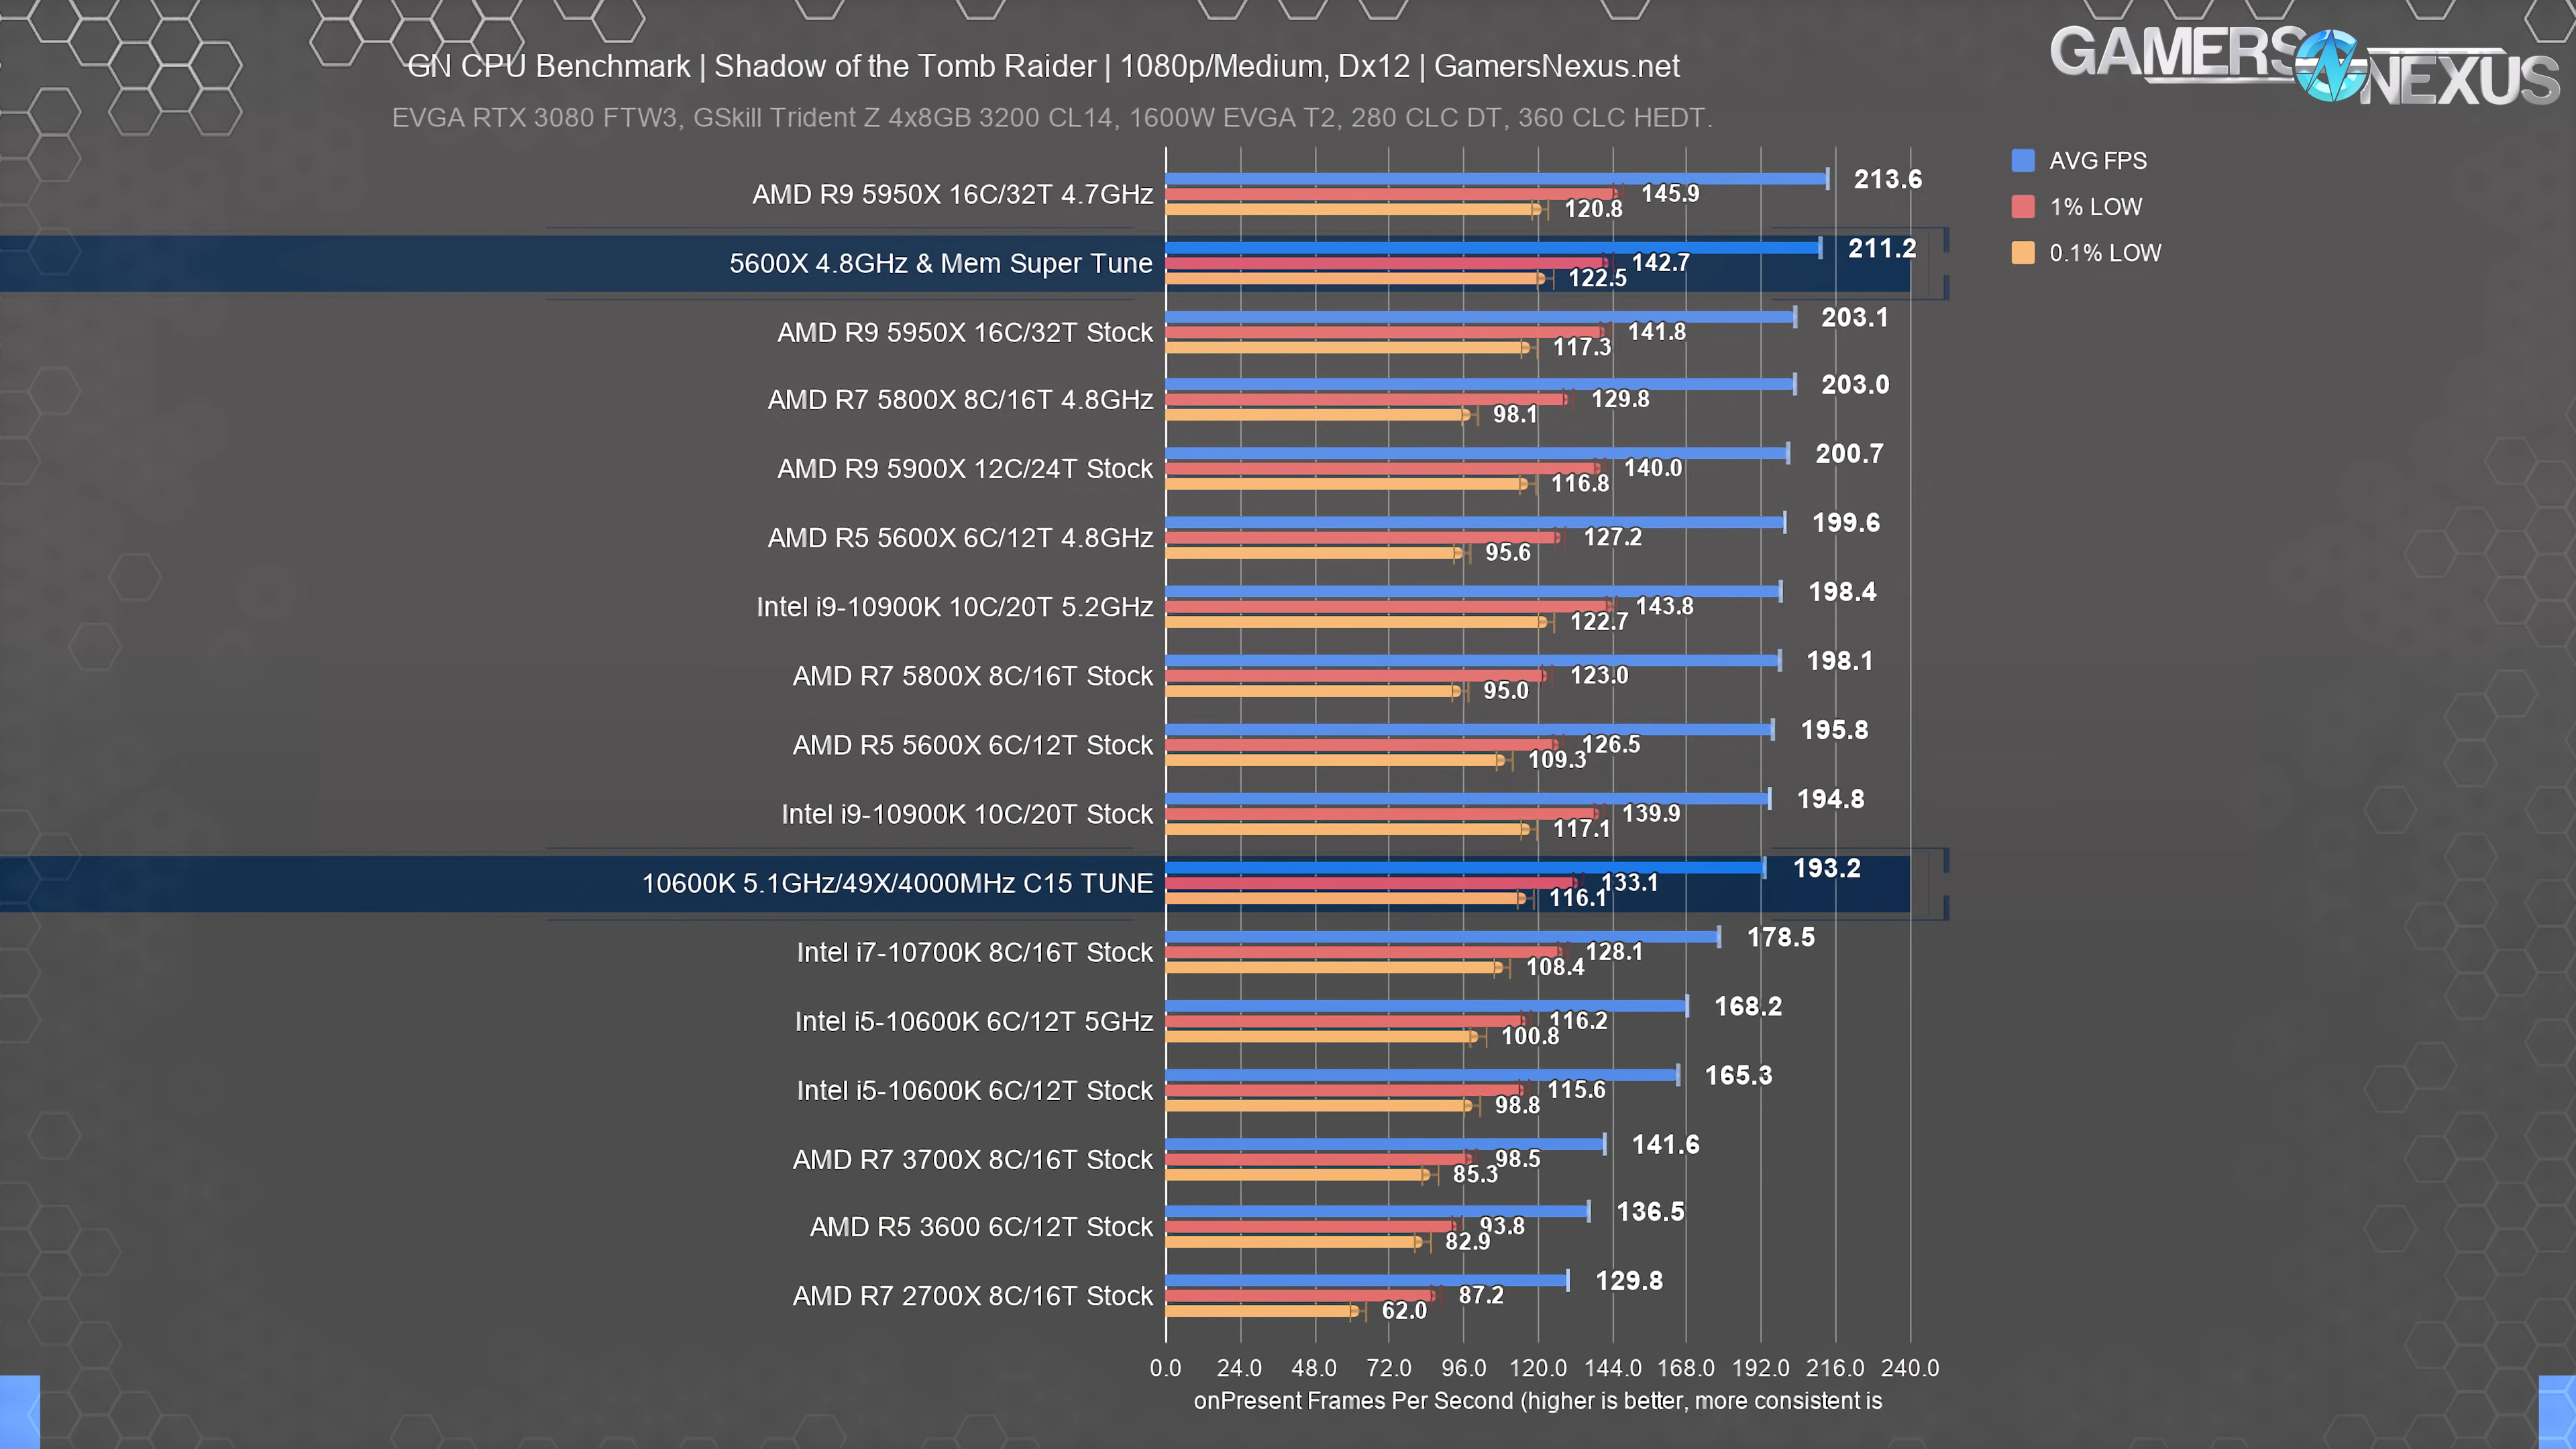 GAMERS NEXUS
GN CPU Benchmark | Shadow of the Tomb Raider | 1080p/Medium, Dx12 | GamersNexus.net
EVGA RTX 3080 FTW3, GSkill Trident Z 4x8GB 3200 CL14, 1600W EVGA T2, 280 CLC DT, 360 CLC HEDT.
AVG FPS
1% LOW
0.1% LOW
AMD R9 5950X 16C/32T 4.7GHz
213.6
145.9
120.8
5600X 4.8GHz & Mem Super Tune
211.2
142.7
122.5
AMD R9 5950X 16C/32T Stock
203.1
141.8
117.3
AMD R7 5800X 8C/16T 4.8GHz
203.0
129.8
98.1
AMD R9 5900X 12C/24T Stock
200.7
140.0
116.8
AMD R5 5600X 6C/12T 4.8GHz
199.6
127.2
95.6
Intel i9-10900K 10C/20T 5.2GHz
198.4
143.8
122.7
AMD R7 5800X 8C/16T Stock
198.1
123.0
95.0
AMD R5 5600X 6C/12T Stock
195.8
126.5
109.3
Intel i9-10900K 10C/20T Stock
194.8
139.9
117.1
10600K 5.1GHz/49X/4000MHz C15 TUNE
193.2
133.1
116.1
Intel i7-10700K 8C/16T Stock
178.5
128.1
108.4
Intel i5-10600K 6C/12T 5GHz
168.2
116.2
100.8
Intel i5-10600K 6C/12T Stock
165.3
115.6
98.8
AMD R7 3700X 8C/16T Stock
141.6
98.5
85.3
AMD R5 3600 6C/12T Stock
136.5
93.8
82.9
AMD R7 2700X 8C/16T Stock
129.8
87.2
62.0
0.0 24.0 48.0 72.0 96.0 120.0 144.0 168.0 192.0 216.0 240.0
onPresent Frames Per Second (higher is better, more consistent is